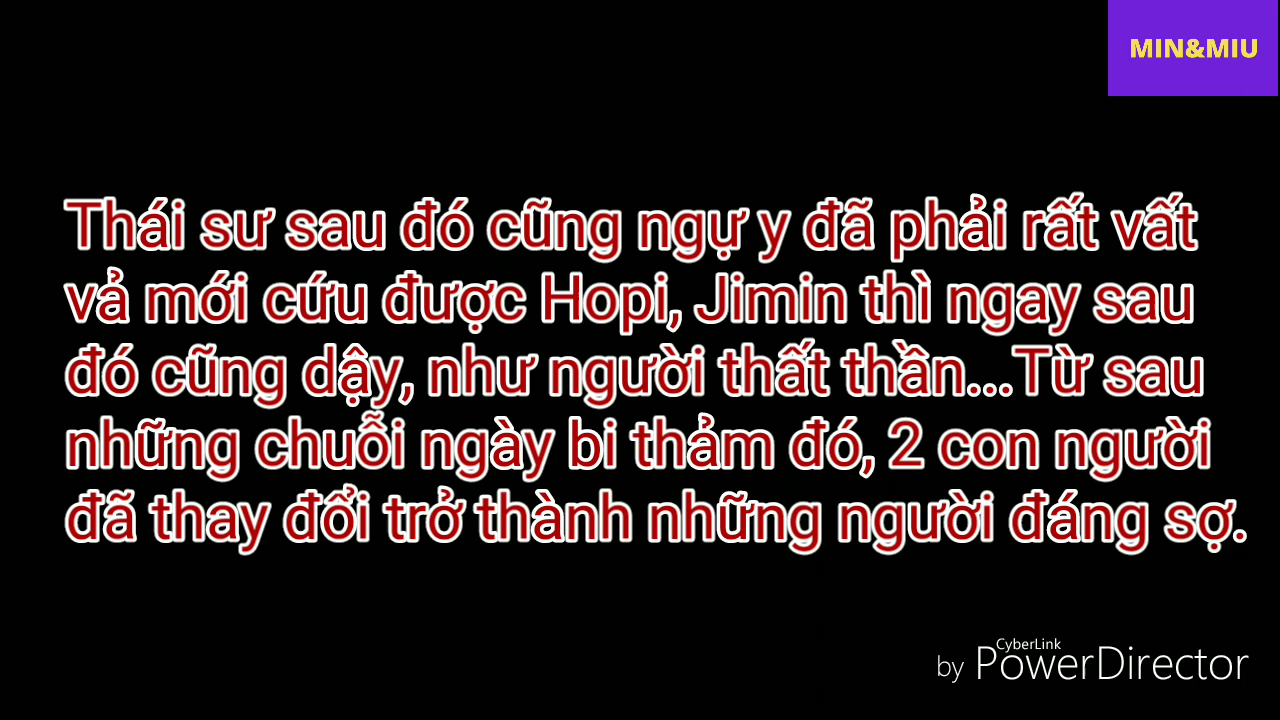 MIN&MIU
Thái sư sau đó cũng ngự y đã phải rất vất
vả mới cứu được Hopi, Jimin thì ngay sau
đó cũng dậy, như người thất thần...Từ sau
những chuỗi ngày bi thảm đó, 2 con người
đã thay đổi trở thành những người đáng sợ.
CyberLink
by PowerDirector